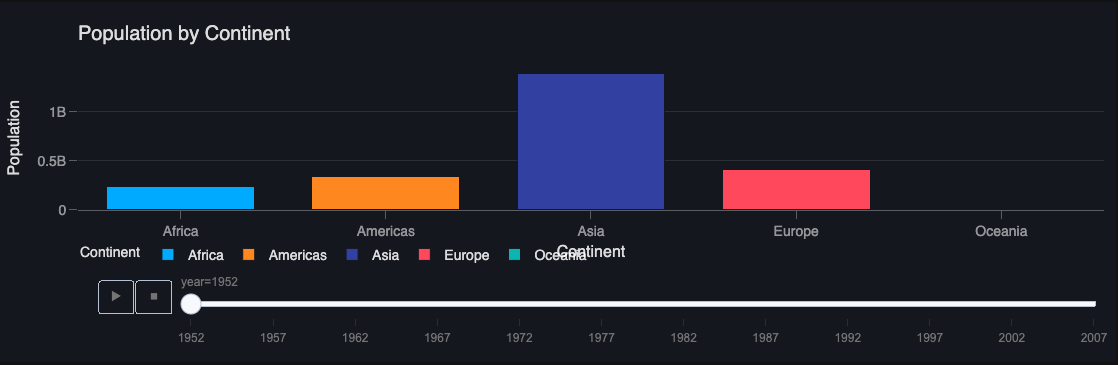 Population by Continent
Population
1B
0.5B
0
Africa Americas Asia Europe Oceania
Continent
Continent Africa Americas Asia Europe Oceania
year=1952
1952 1957 1962 1967 1972 1977 1982 1987 1992 1997 2002 2007